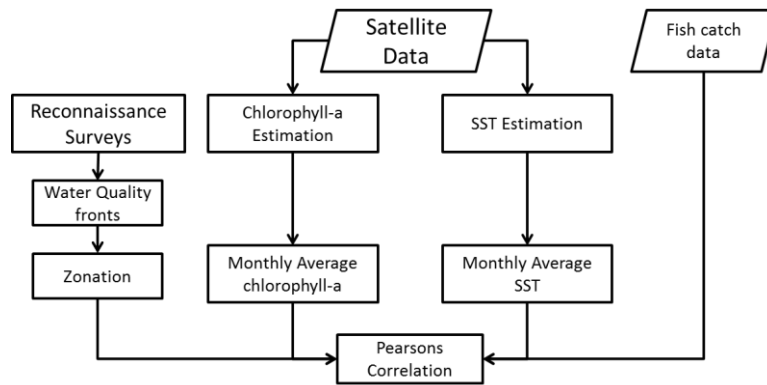 Satellite
Data
Fish catch
data
Reconnaissance
Surveys
Chlorophyll-a
Estimation
SST Estimation
Water Quality
fronts
Zonation
Monthly Average
chlorophyll-a
Monthly Average
SST
Pearsons
Correlation